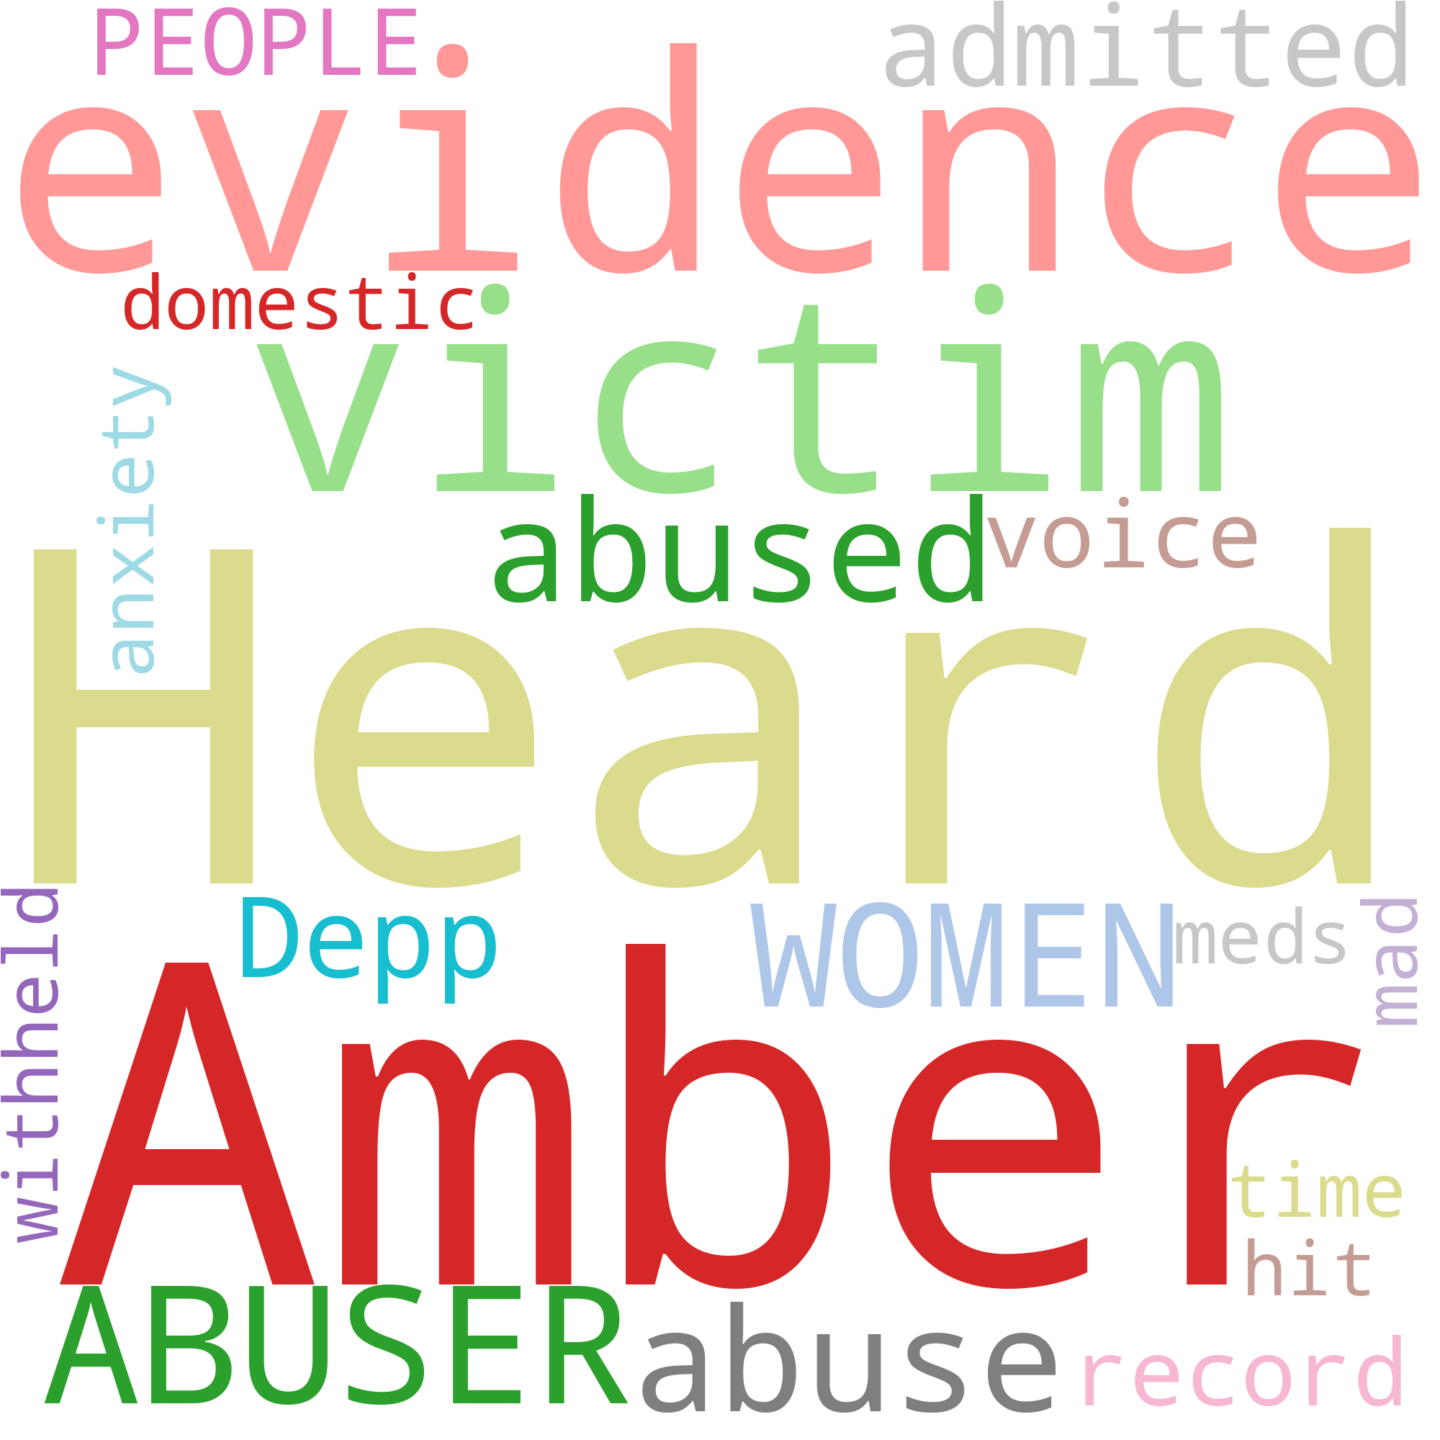 PEOPLE
admitted
evidence
domestic
victim
anxiety
abused
voice
Heard
withheld
Depp
WOMEN
meds
mad
Amber
time
hit
ABUSER
abuse
record